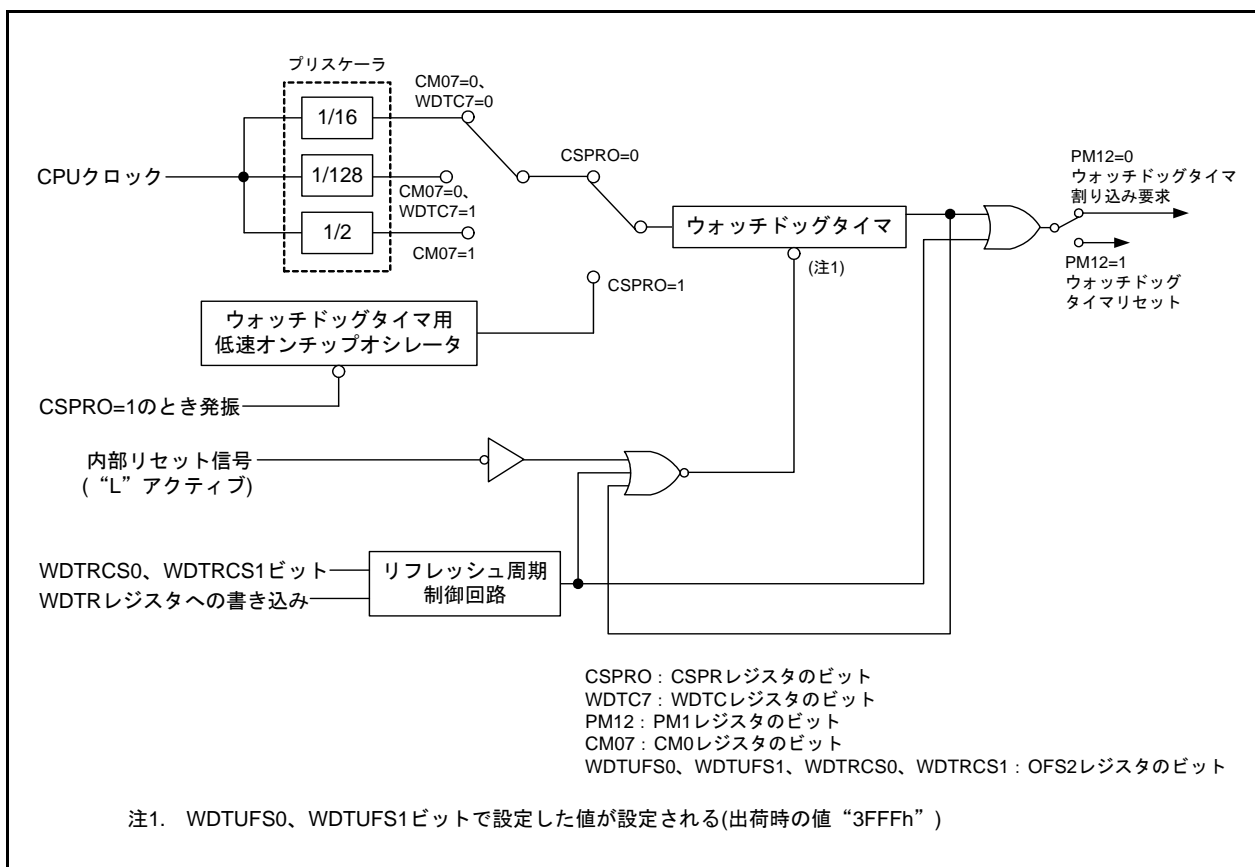 プリスケーラ
CM07=0、
WDTC7=0
1/16
CSPRO=0
PM12=0
ウォッチドッグタイマ
割り込み要求
CPUクロック
1/128
CM07=0、
WDTC7=1
1/2
CM07=1
ウォッチドッグタイマ
(注1)
PM12=1
ウォッチドッグ
タイマリセット
CSPRO=1
ウォッチドッグタイマ用
低速オンチップオシレータ
CSPRO=1のとき発振
内部リセット信号
(“L”アクティブ)
WDTRCS0、WDTRCS1ビット
WDTRレジスタへの書き込み
リフレッシュ周期
制御回路
CSPRO：CSPRレジスタのビット
WDTC7：WDTCレジスタのビット
PM12：PM1レジスタのビット
CM07：CM0レジスタのビット
WDTUFS0、WDTUFS1、WDTRCS0、WDTRCS1：OFS2レジスタのビット
注1. WDTUFS0、WDTUFS1ビットで設定した値が設定される(出荷時の値“3FFFh”)